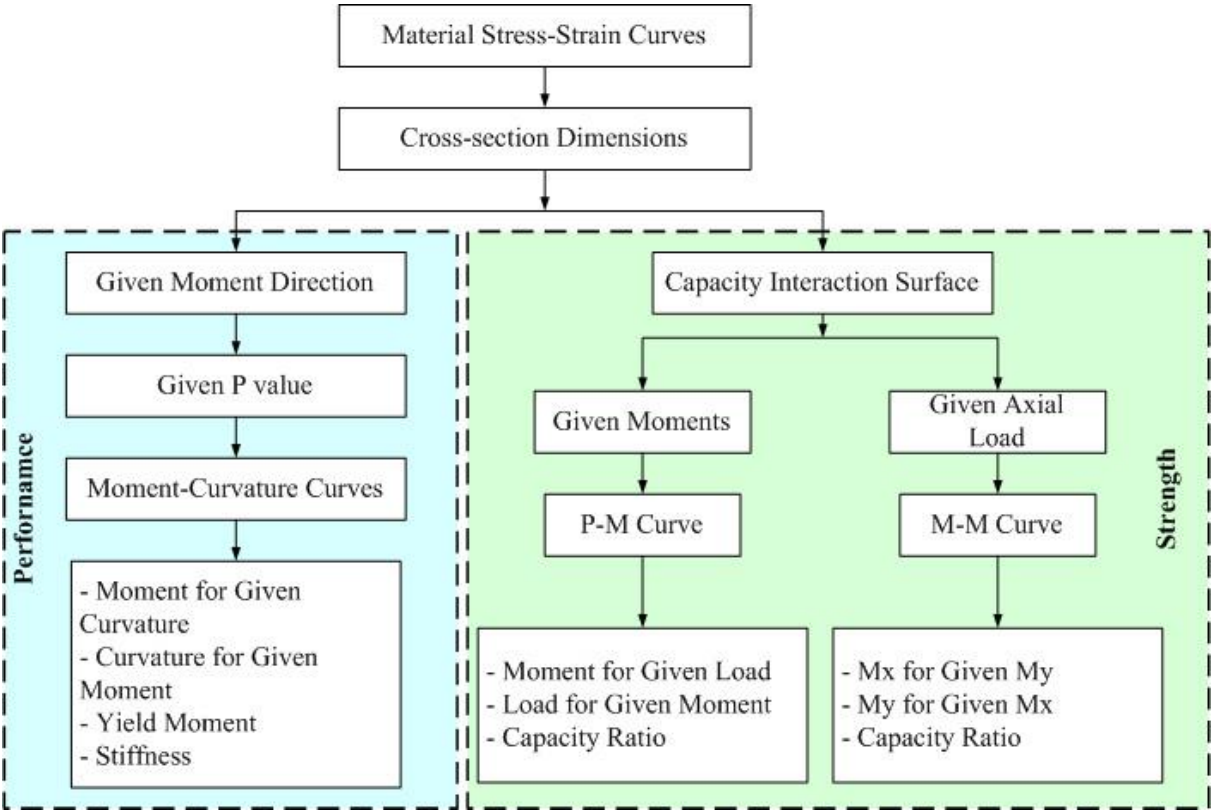 Material Stress-Strain Curves
Cross-section Dimensions
Perfornamce
Given Moment Direction
Given P value
Moment-Curvature Curves
- Moment for Given
Curvature
- Curvature for Given
Moment
- Yield Moment
- Stiffness
Capacity Interaction Surface
Given Moments
P-M Curve
- Moment for Given Load
- Load for Given Moment
- Capacity Ratio
Given Axial
Load
M-M Curve
- Mx for Given My
- My for Given Mx
- Capacity Ratio
Strength